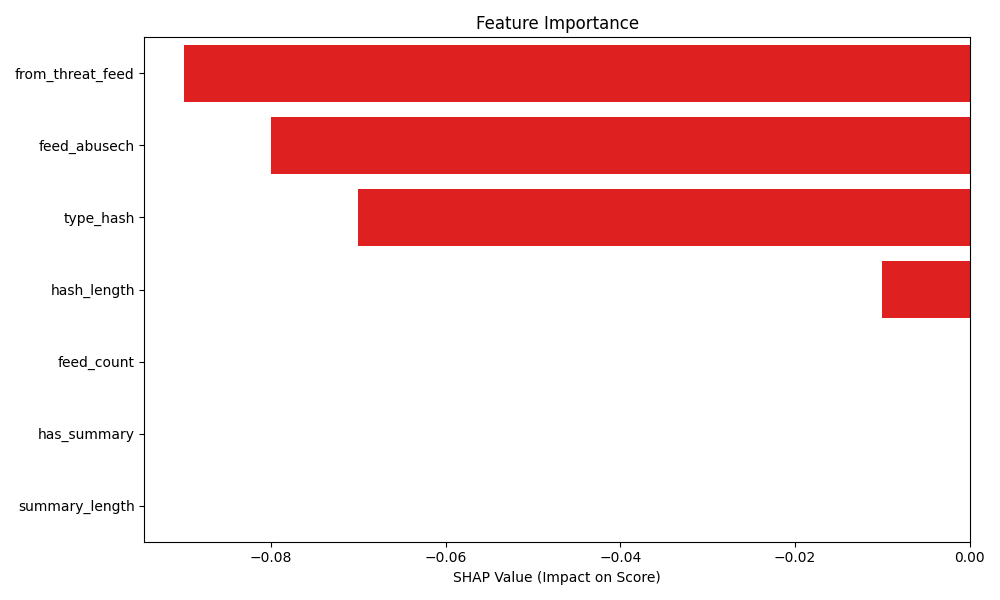 Feature Importance
from_threat_feed
feed_abusech
type_hash
hash_length
feed_count
has_summary
summary_length
−0.08 −0.06 −0.04 −0.02 0.00
SHAP Value (Impact on Score)